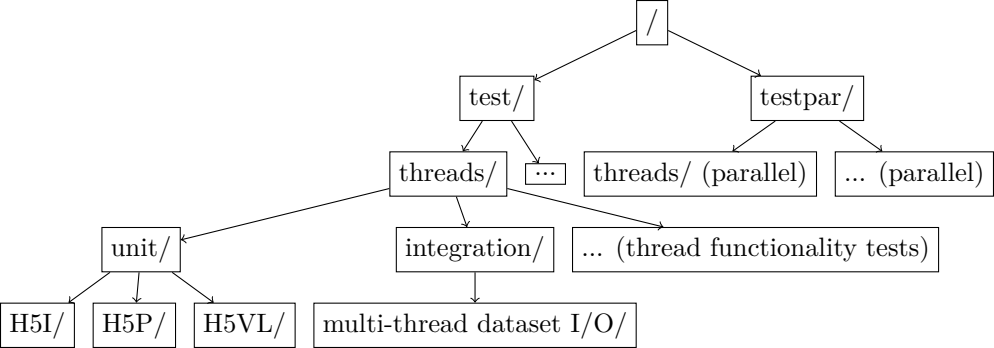 /
test/
testpar/
threads/
...
threads/ (parallel)
... (parallel)
unit/
integration/
... (thread functionality tests)
H5I/
H5P/
H5VL/
multi-thread dataset I/O/